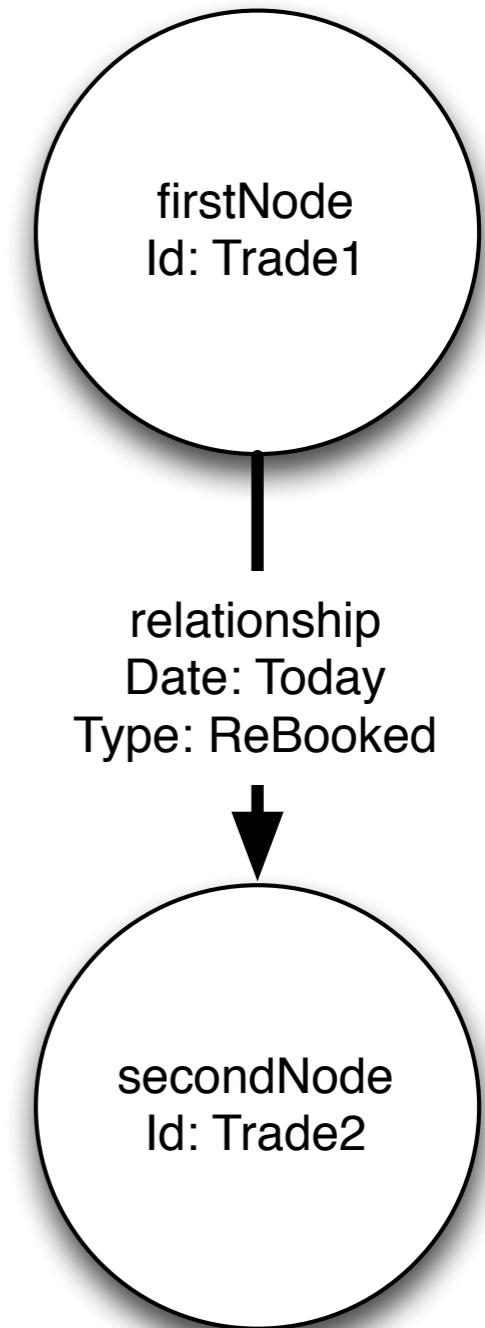 firstNode
Id: Trade1
relationship
Date: Today
Type: ReBooked
secondNode
Id: Trade2